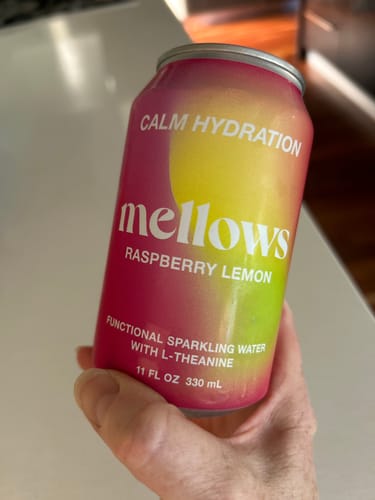 CALM HYDRATION
mellows
RASPBERRY LEMON
FUNCTIONAL SPARKLING WATER
WITH L-THEANINE
11 FL OZ 330 mL